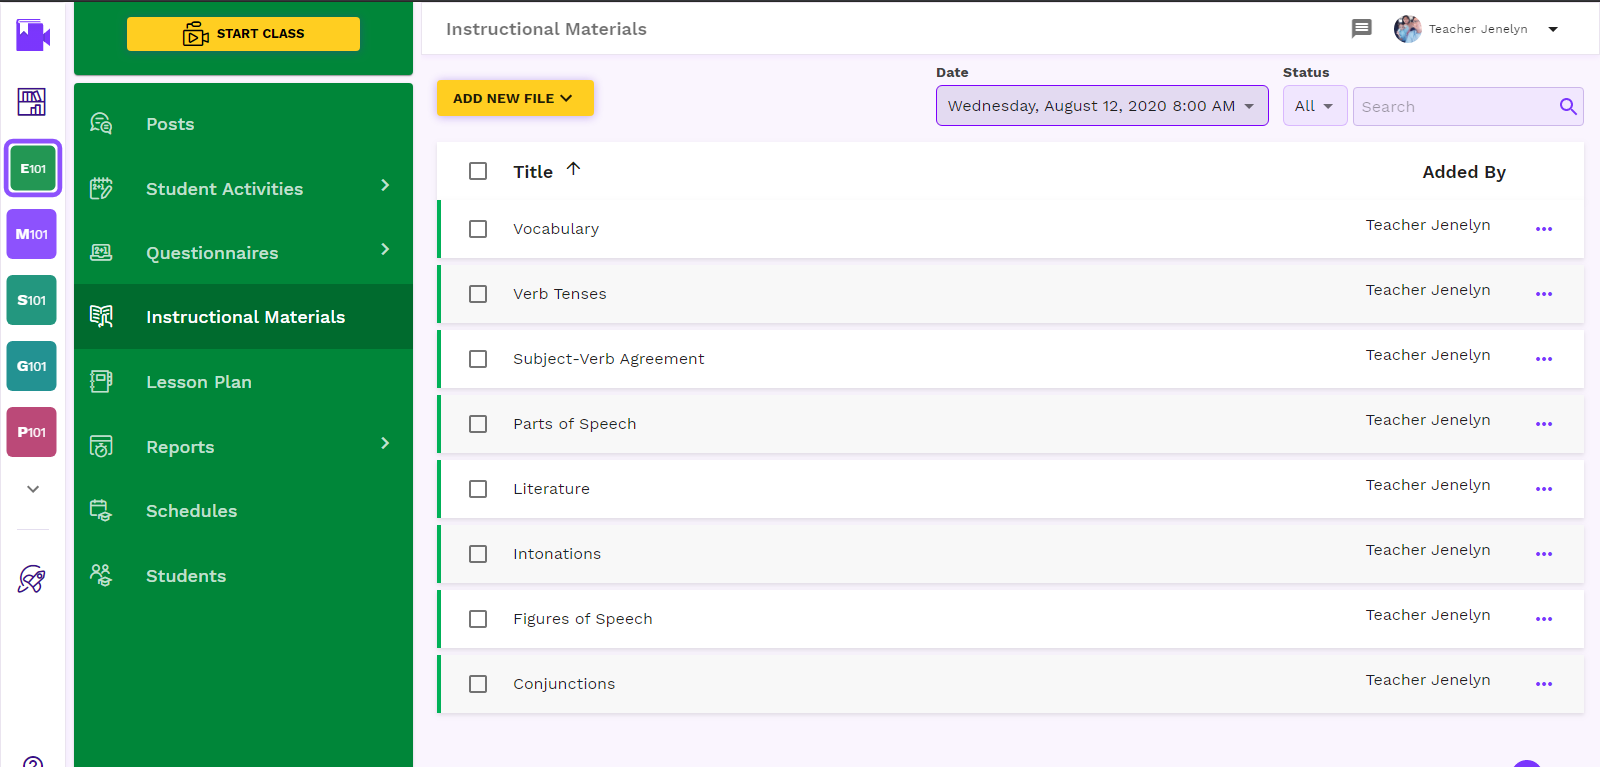 START CLASS
Instructional Materials
Teacher Jenelyn
E101
M101
S101
G101
P101
Posts
Student Activities
Questionnaires
Instructional Materials
Lesson Plan
Reports
Schedules
Students
ADD NEW FILE
Date
Wednesday, August 12, 2020 8:00 AM
Status
All
Search
Title Added By
Vocabulary Teacher Jenelyn
Verb Tenses Teacher Jenelyn
Subject-Verb Agreement Teacher Jenelyn
Parts of Speech Teacher Jenelyn
Literature Teacher Jenelyn
Intonations Teacher Jenelyn
Figures of Speech Teacher Jenelyn
Conjunctions Teacher Jenelyn